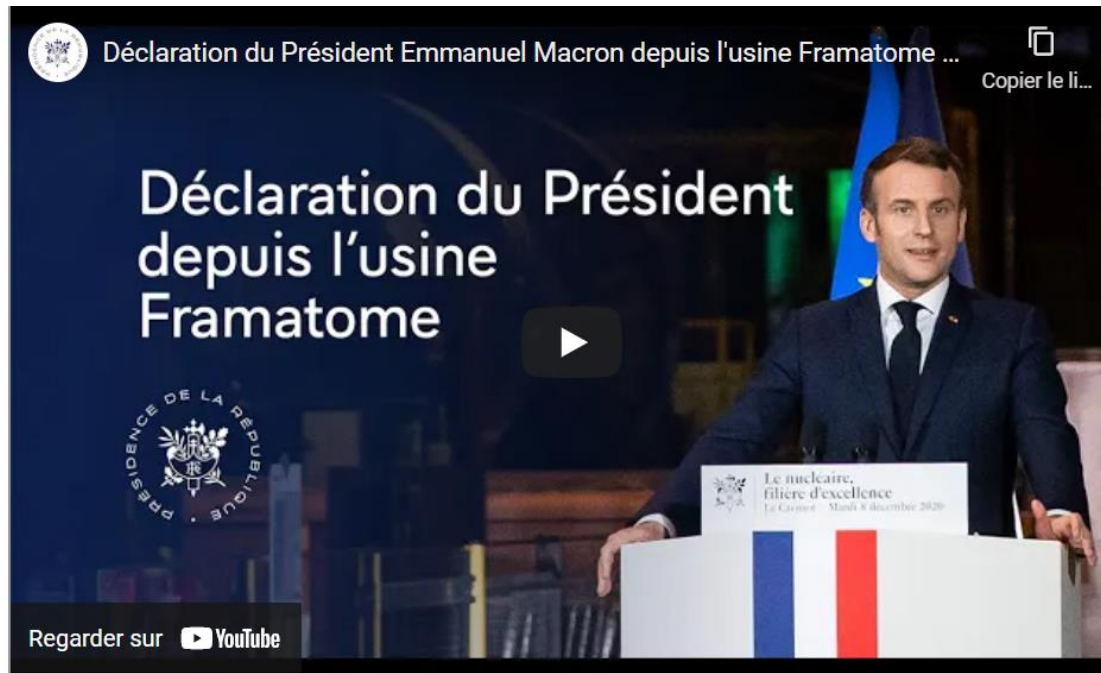 Déclaration du Président Emmanuel Macron depuis l'usine Framatome ...
Copier le li...
Déclaration du Président
depuis l'usine
Framatome
PRÉSIDENCE DE LA RÉPUBLIQUE
RF
Le nucléaire,
filière d'excellence
Le Creusot Mardi 8 décembre 2020
Regarder sur YouTube